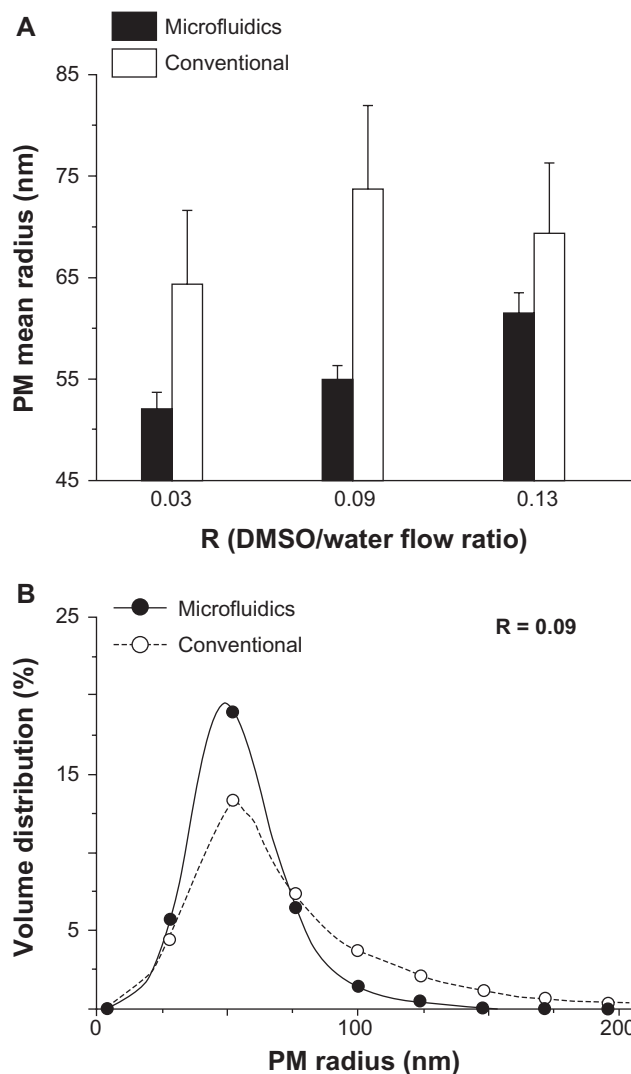 A
Microfluidics
Conventional
85
75
65
55
45
PM mean radius (nm)
0.03 0.09 0.13
R (DMSO/water flow ratio)
B
Microfluidics
Conventional
R = 0.09
25
15
5
Volume distribution (%)
0 100 200
PM radius (nm)